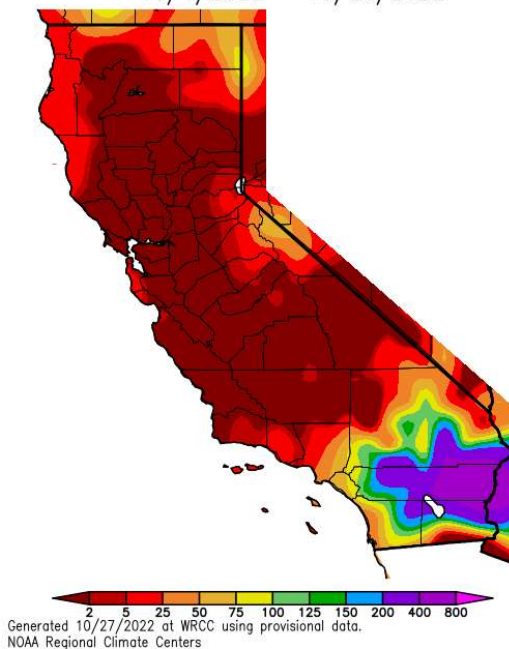 2 5 25 50 75 100 125 150 200 400 800
Generated 10/27/2022 at WRCC using provisional data.
NOAA Regional Climate Centers